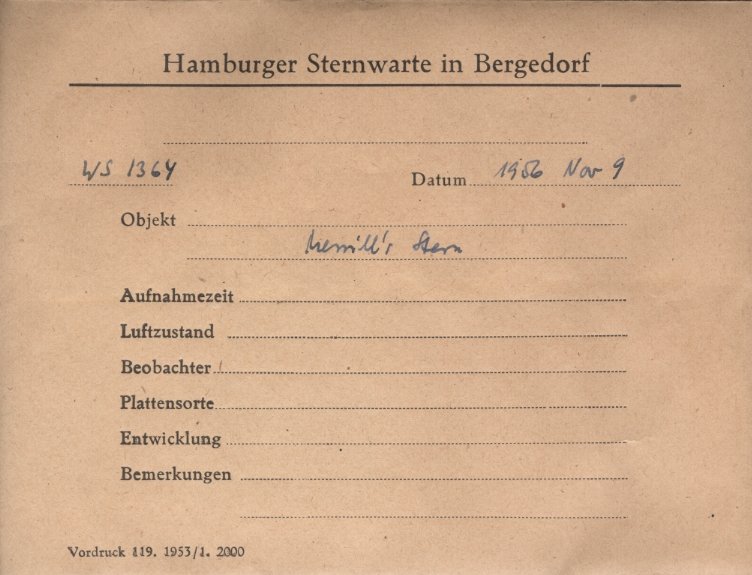 Hamburger Sternwarte in Bergedorf
WS 1364 Datum 1956 Nov 9
Objekt
Merrill's Stern
Aufnahmezeit
Luftzustand
Beobachter
Plattensorte
Entwicklung
Bemerkungen
Vordruck 119. 1953/1. 2000